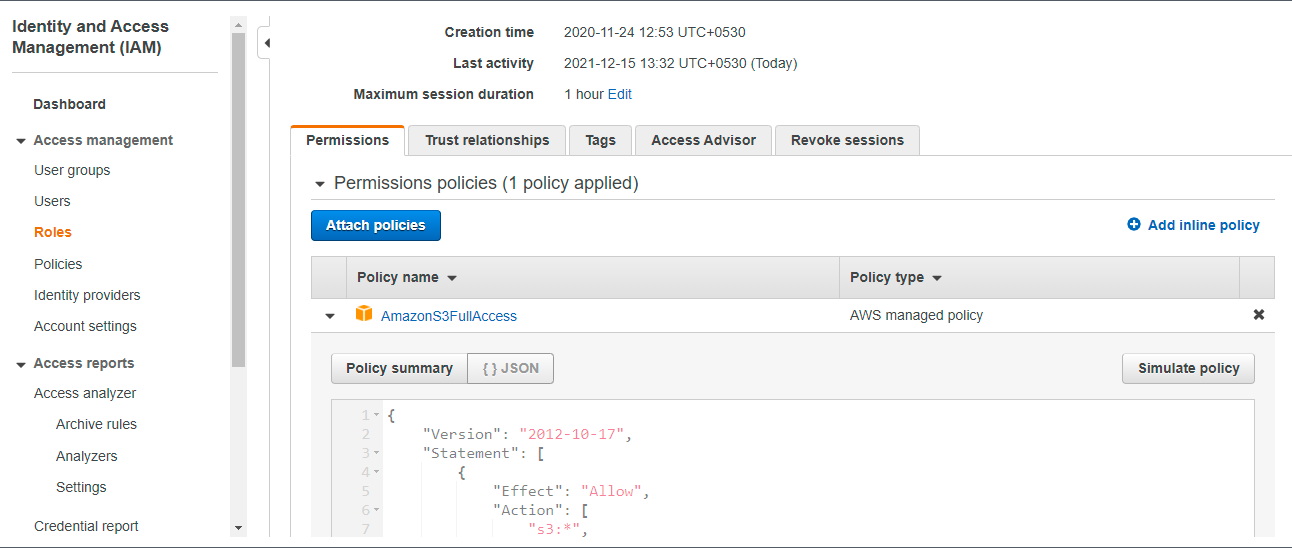 Identity and Access
Management (IAM)
Dashboard
Access management
User groups
Users
Roles
Policies
Identity providers
Account settings
Access reports
Access analyzer
Archive rules
Analyzers
Settings
Credential report
Creation time 2020-11-24 12:53 UTC+0530
Last activity 2021-12-15 13:32 UTC+0530 (Today)
Maximum session duration 1 hour Edit
Permissions Trust relationships Tags Access Advisor Revoke sessions
Permissions policies (1 policy applied)
Attach policies Add inline policy
Policy name Policy type
AmazonS3FullAccess AWS managed policy
Policy summary { } JSON Simulate policy
1 {
2 "Version": "2012-10-17",
3 "Statement": [
4 {
5 "Effect": "Allow",
6 "Action": [
7 "s3:*",